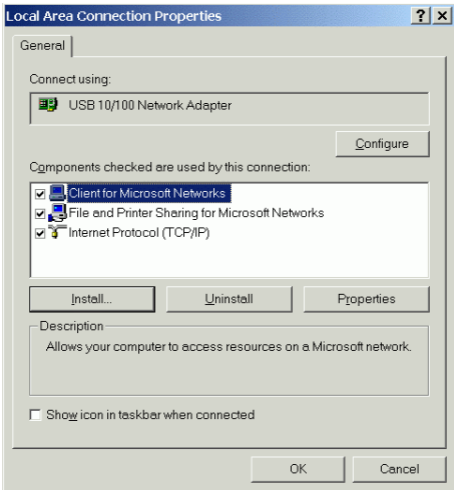 Local Area Connection Properties
General
Connect using:
USB 10/100 Network Adapter
Configure
Components checked are used by this connection:
Client for Microsoft Networks
File and Printer Sharing for Microsoft Networks
Internet Protocol (TCP/IP)
Install... Uninstall Properties
Description
Allows your computer to access resources on a Microsoft network.
Show icon in taskbar when connected
OK Cancel